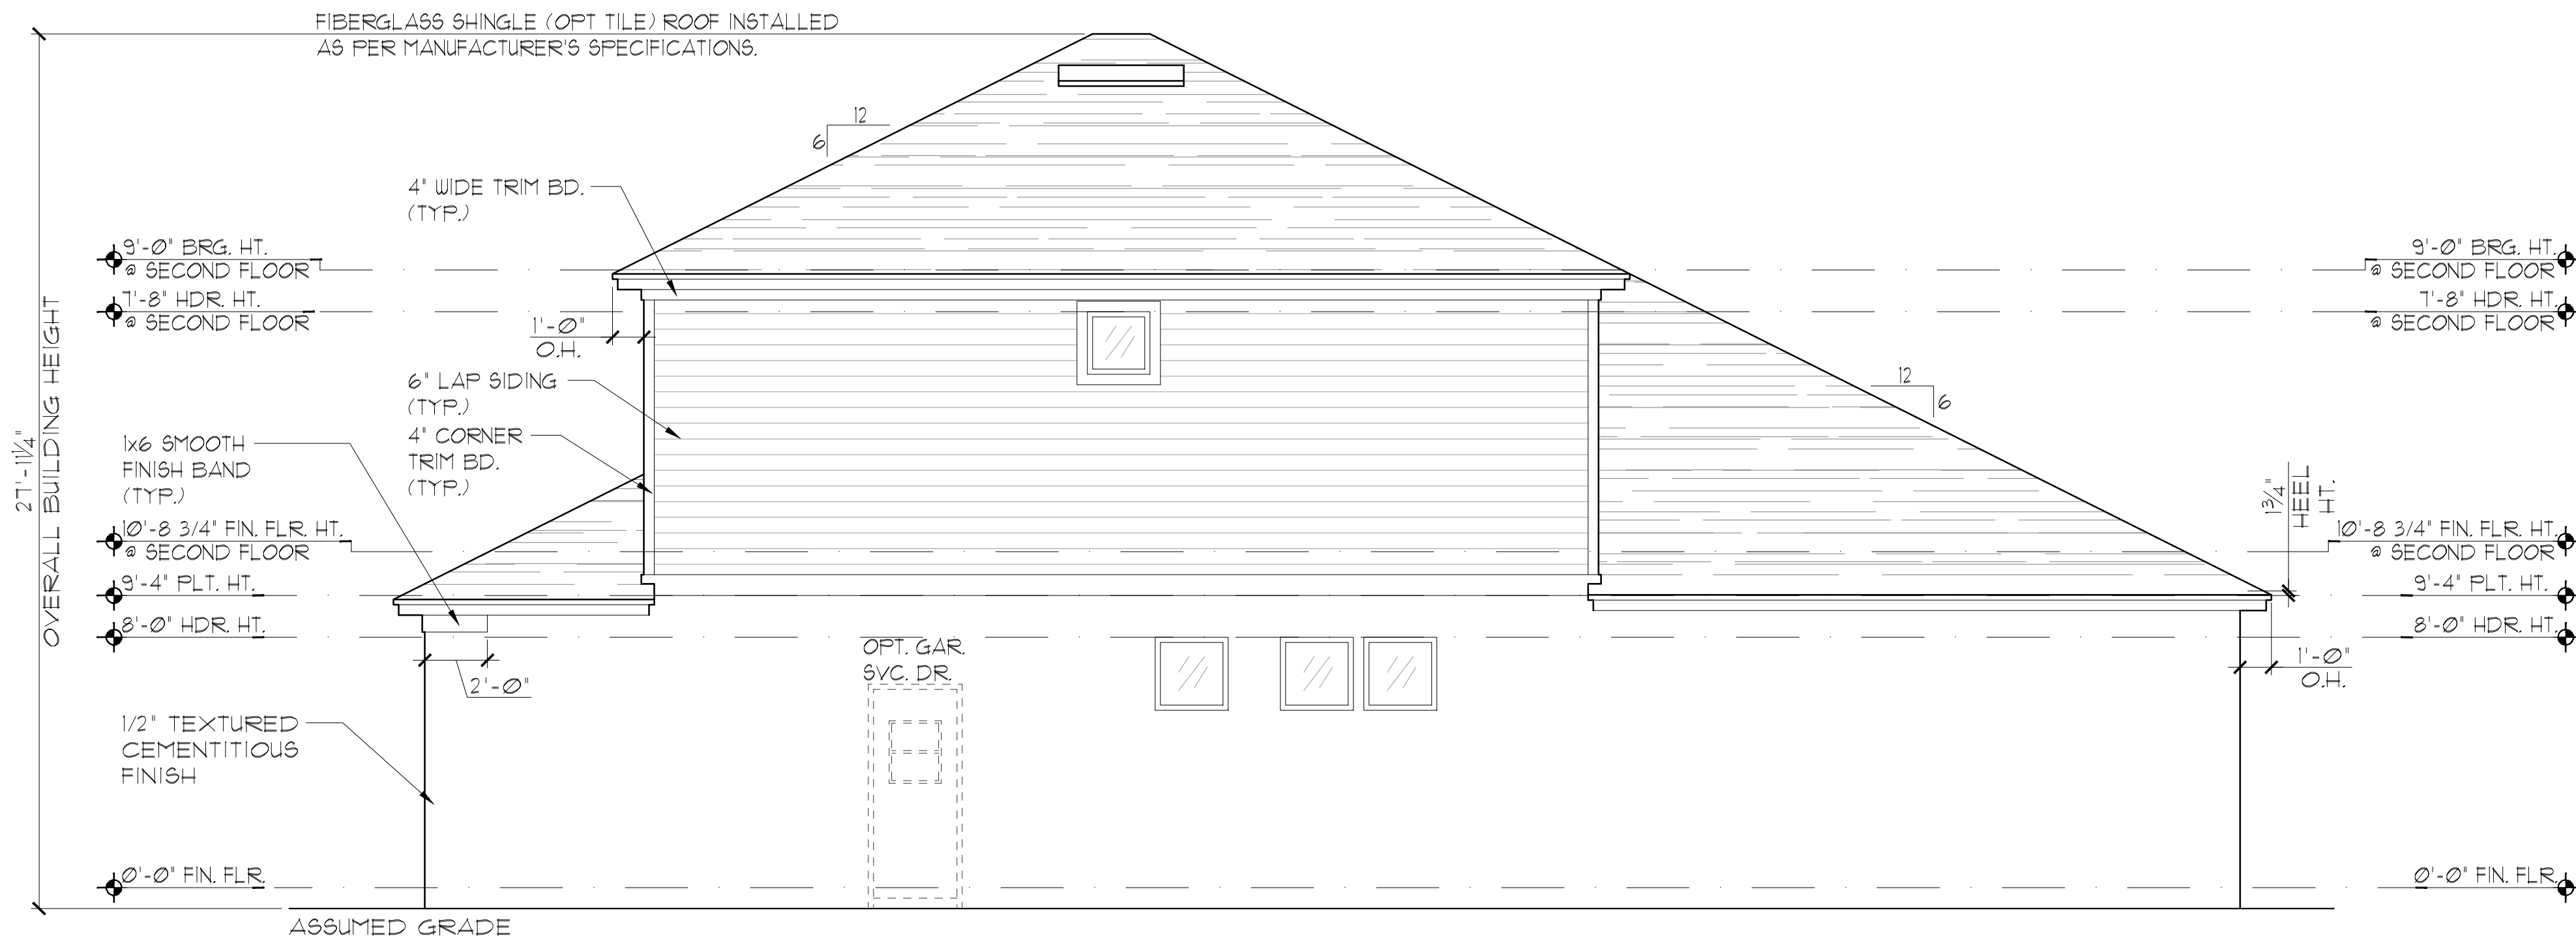 FIBERGLASS SHINGLE (OPT TILE) ROOF INSTALLED
AS PER MANUFACTURER'S SPECIFICATIONS.
12
6
4" WIDE TRIM BD.
(TYP.)
9'-0" BRG. HT.
@ SECOND FLOOR
7'-8" HDR. HT.
@ SECOND FLOOR
9'-0" BRG. HT.
@ SECOND FLOOR
7'-8" HDR. HT.
@ SECOND FLOOR
1'-0"
O.H.
27'-11 1/4"
OVERALL BUILDING HEIGHT
6" LAP SIDING
(TYP.)
4" CORNER
TRIM BD.
(TYP.)
12
6
1x6 SMOOTH
FINISH BAND
(TYP.)
1 3/4"
HEEL
HT.
10'-8 3/4" FIN. FLR. HT.
@ SECOND FLOOR
9'-4" PLT. HT.
8'-0" HDR. HT.
10'-8 3/4" FIN. FLR. HT.
@ SECOND FLOOR
9'-4" PLT. HT.
8'-0" HDR. HT.
OPT. GAR.
SVC. DR.
1'-0"
O.H.
2'-0"
1/2" TEXTURED
CEMENTITIOUS
FINISH
0'-0" FIN. FLR.
0'-0" FIN. FLR.
ASSUMED GRADE